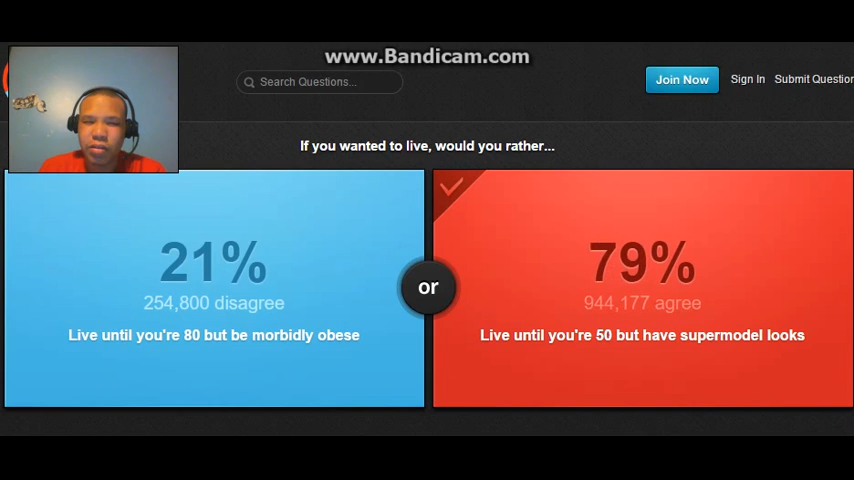 www.Bandicam.com
Search Questions...
Join Now
Sign In
Submit Question
If you wanted to live, would you rather...
21%
254,800 disagree
Live until you're 80 but be morbidly obese
or
79%
944,177 agree
Live until you're 50 but have supermodel looks